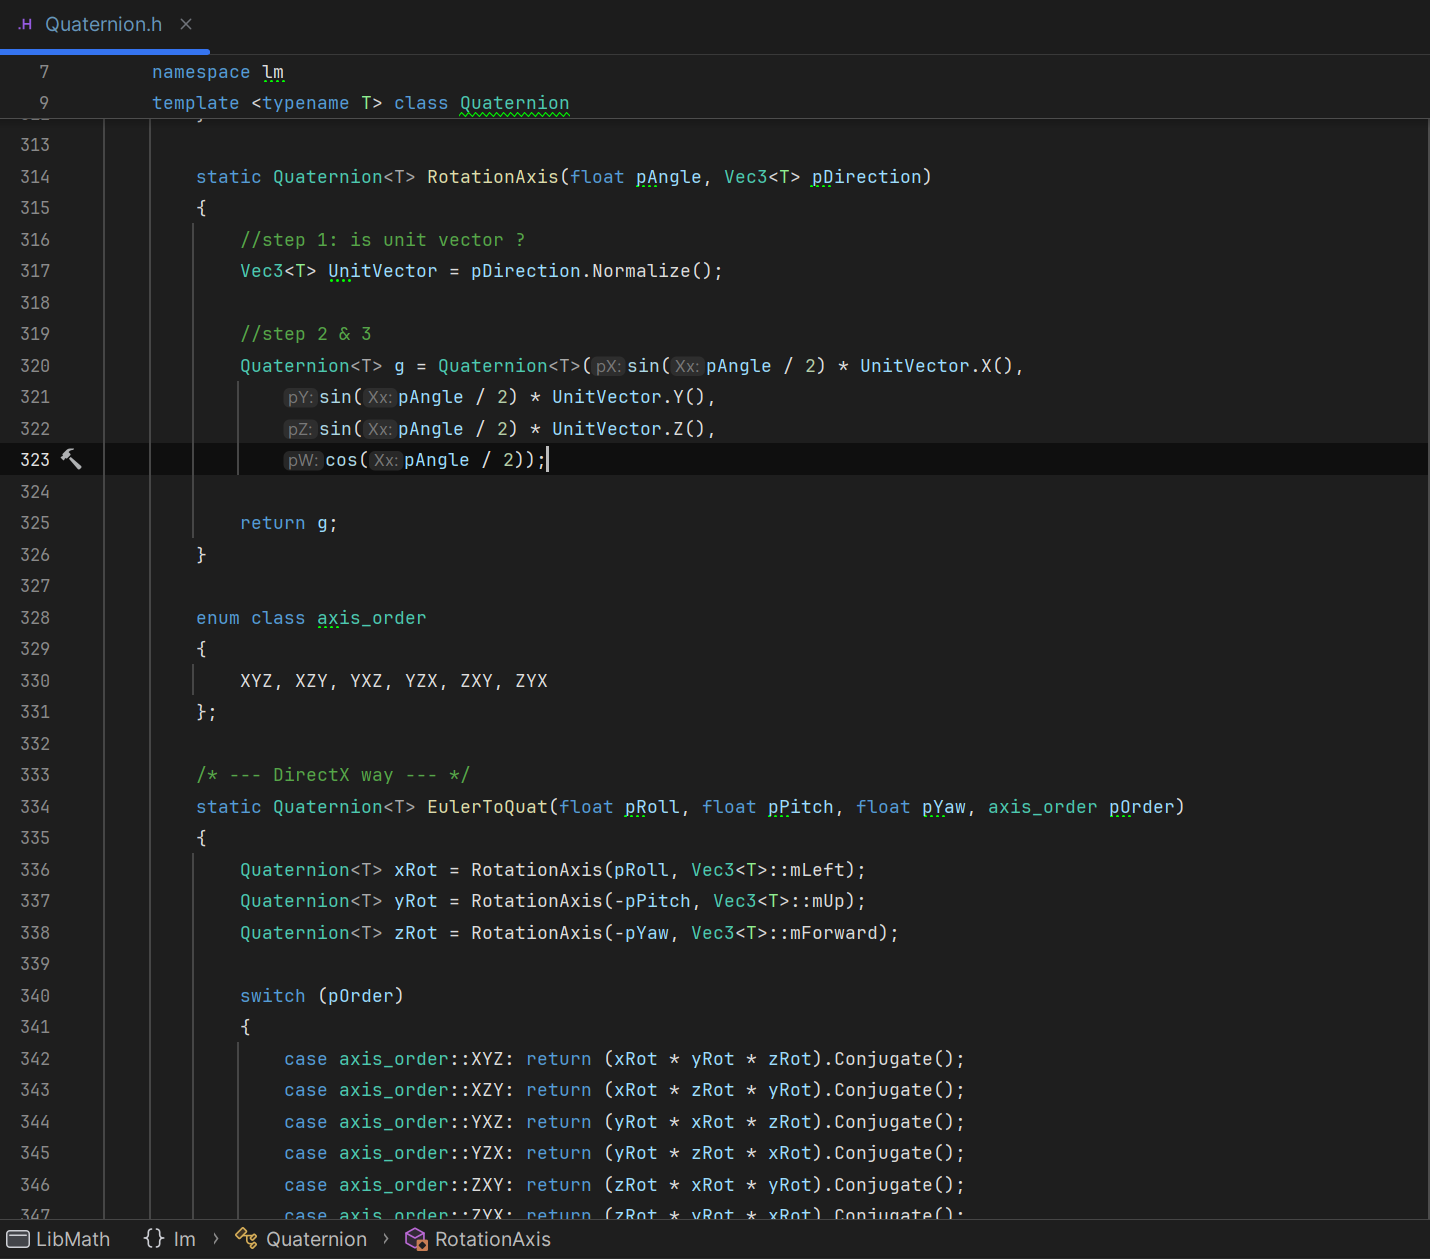 .H Quaternion.h ×
7 namespace lm
9 template <typename T> class Quaternion
313
314 static Quaternion<T> RotationAxis(float pAngle, Vec3<T> pDirection)
315 {
316 //step 1: is unit vector ?
317 Vec3<T> UnitVector = pDirection.Normalize();
318
319 //step 2 & 3
320 Quaternion<T> g = Quaternion<T>(pX: sin(Xx: pAngle / 2) * UnitVector.X(),
321 pY: sin(Xx: pAngle / 2) * UnitVector.Y(),
322 pZ: sin(Xx: pAngle / 2) * UnitVector.Z(),
323 pW: cos(Xx: pAngle / 2));
324
325 return g;
326 }
327
328 enum class axis_order
329 {
330 XYZ, XZY, YXZ, YZX, ZXY, ZYX
331 };
332
333 /* --- DirectX way --- */
334 static Quaternion<T> EulerToQuat(float pRoll, float pPitch, float pYaw, axis_order pOrder)
335 {
336 Quaternion<T> xRot = RotationAxis(pRoll, Vec3<T>::mLeft);
337 Quaternion<T> yRot = RotationAxis(-pPitch, Vec3<T>::mUp);
338 Quaternion<T> zRot = RotationAxis(-pYaw, Vec3<T>::mForward);
339
340 switch (pOrder)
341 {
342 case axis_order::XYZ: return (xRot * yRot * zRot).Conjugate();
343 case axis_order::XZY: return (xRot * zRot * yRot).Conjugate();
344 case axis_order::YXZ: return (yRot * xRot * zRot).Conjugate();
345 case axis_order::YZX: return (yRot * zRot * xRot).Conjugate();
346 case axis_order::ZXY: return (zRot * xRot * yRot).Conjugate();
347 case axis_order::ZYX: return (zRot * yRot * xRot).Conjugate();
LibMath {} lm › Quaternion › RotationAxis